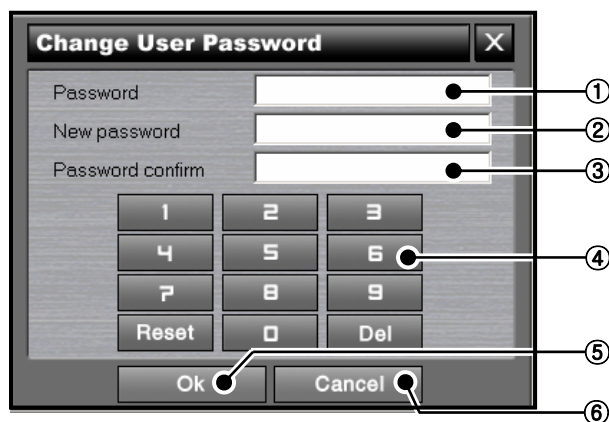 Change User Password X
Password ①
New password ②
Password confirm ③
1 2 3
4 5 6 ④
7 8 9
Reset 0 Del
⑤
Ok Cancel
⑥